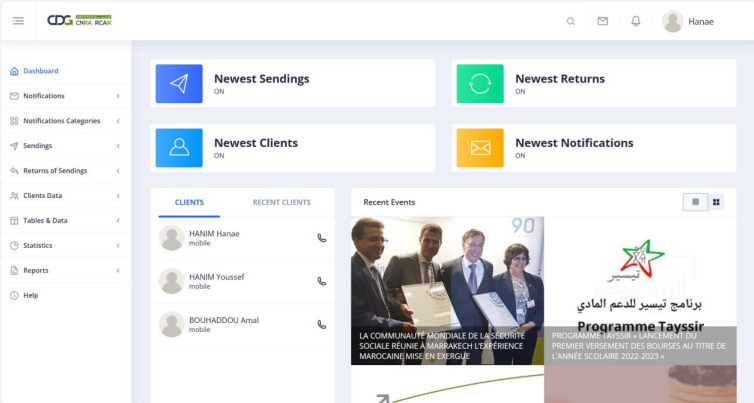 CDG CNRA RCAR
Hanae
Dashboard
Notifications
Notifications Categories
Sendings
Returns of Sendings
Clients Data
Tables & Data
Statistics
Reports
Help
Newest Sendings
ON
Newest Returns
ON
Newest Clients
ON
Newest Notifications
ON
CLIENTS
RECENT CLIENTS
HANIM Hanae
mobile
HANIM Youssef
mobile
BOUHADDOU Amal
mobile
Recent Events
90
LA COMMUNAUTÉ MONDIALE DE LA SÉCURITÉ
SOCIALE RÉUNIE À MARRAKECH L'EXPÉRIENCE
MAROCAINE MISE EN EXERGUE
تيسير
برنامج تيسير للدعم المادي
Programme Tayssir
PROGRAMME TAYSSIR « LANCEMENT DU
PREMIER VERSEMENT DES BOURSES AU TITRE DE
L'ANNÉE SCOLAIRE 2022-2023 »